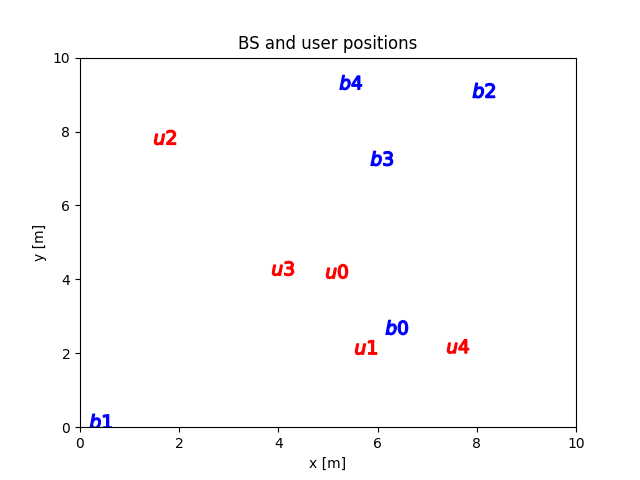 BS and user positions
10
b4
b2
8
u2
b3
6
y [m]
u3 u0
4
b0
u1 u4
2
b1
0
0 2 4 6 8 10
x [m]